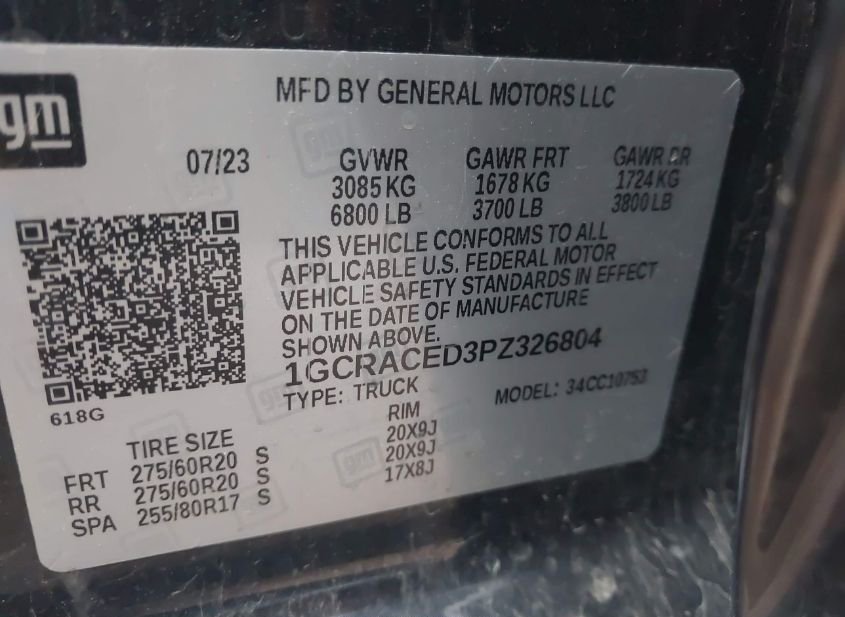 gm
MFD BY GENERAL MOTORS LLC
07/23
GVWR GAWR FRT GAWR RR
3085 KG 1678 KG 1724 KG
6800 LB 3700 LB 3800 LB
THIS VEHICLE CONFORMS TO ALL
APPLICABLE U.S. FEDERAL MOTOR
VEHICLE SAFETY STANDARDS IN EFFECT
ON THE DATE OF MANUFACTURE
SHOWN ABOVE.
1GCRACED3PZ326804
TYPE: TRUCK MODEL: 34CC10753
618G
TIRE SIZE RIM
FRT 275/60R20 S 20X9J
RR 275/60R20 S 20X9J
SPA 255/80R17 S 17X8J